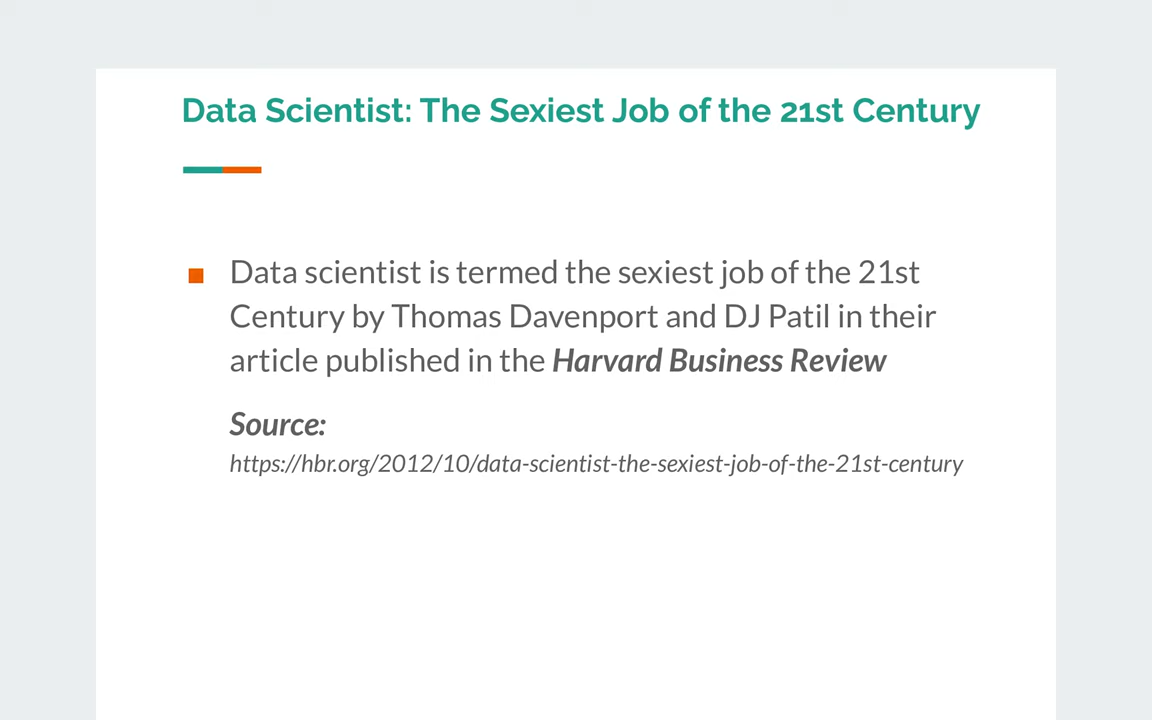 Data Scientist: The Sexiest Job of the 21st Century
Data scientist is termed the sexiest job of the 21st
Century by Thomas Davenport and DJ Patil in their
article published in the Harvard Business Review
Source:
https://hbr.org/2012/10/data-scientist-the-sexiest-job-of-the-21st-century